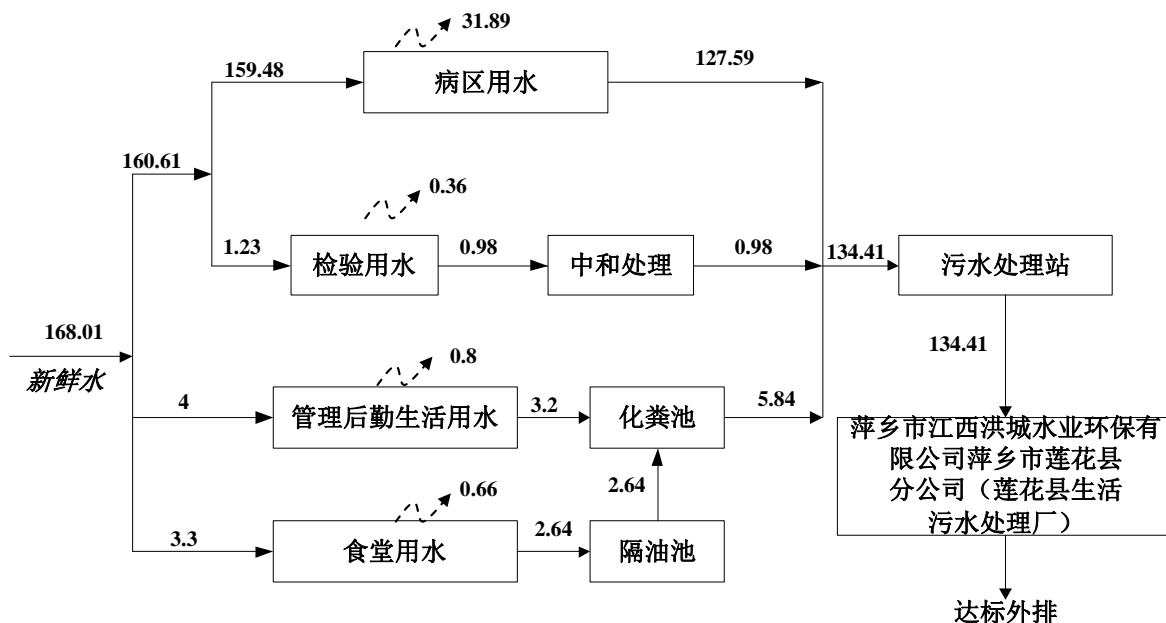 31.89
159.48
病区用水
127.59
160.61
0.36
1.23
检验用水
0.98
中和处理
0.98
134.41
污水处理站
168.01
新鲜水
134.41
0.8
4
管理后勤生活用水
3.2
化粪池
5.84
萍乡市江西洪城水业环保有
限公司萍乡市莲花县
分公司（莲花县生活
污水处理厂）
2.64
0.66
3.3
食堂用水
2.64
隔油池
达标外排